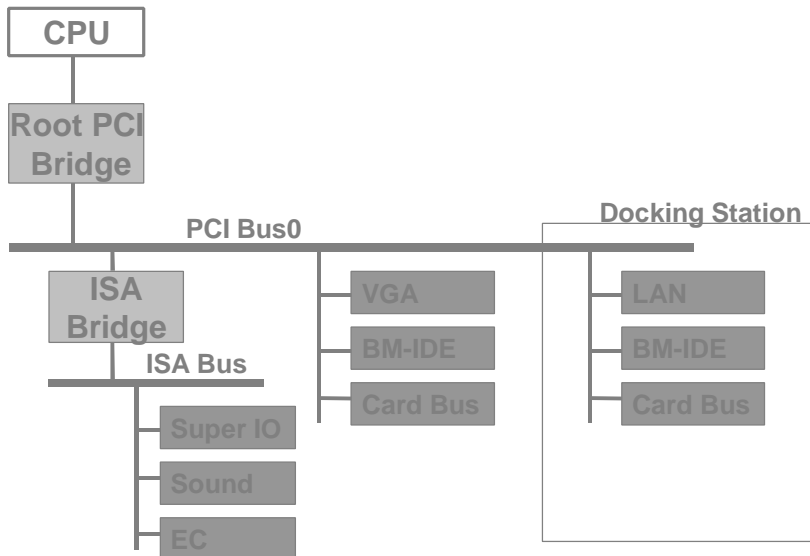 CPU
Root PCI
Bridge
Docking Station
PCI Bus0
ISA
Bridge
VGA
LAN
BM-IDE
BM-IDE
ISA Bus
Card Bus
Card Bus
Super IO
Sound
EC